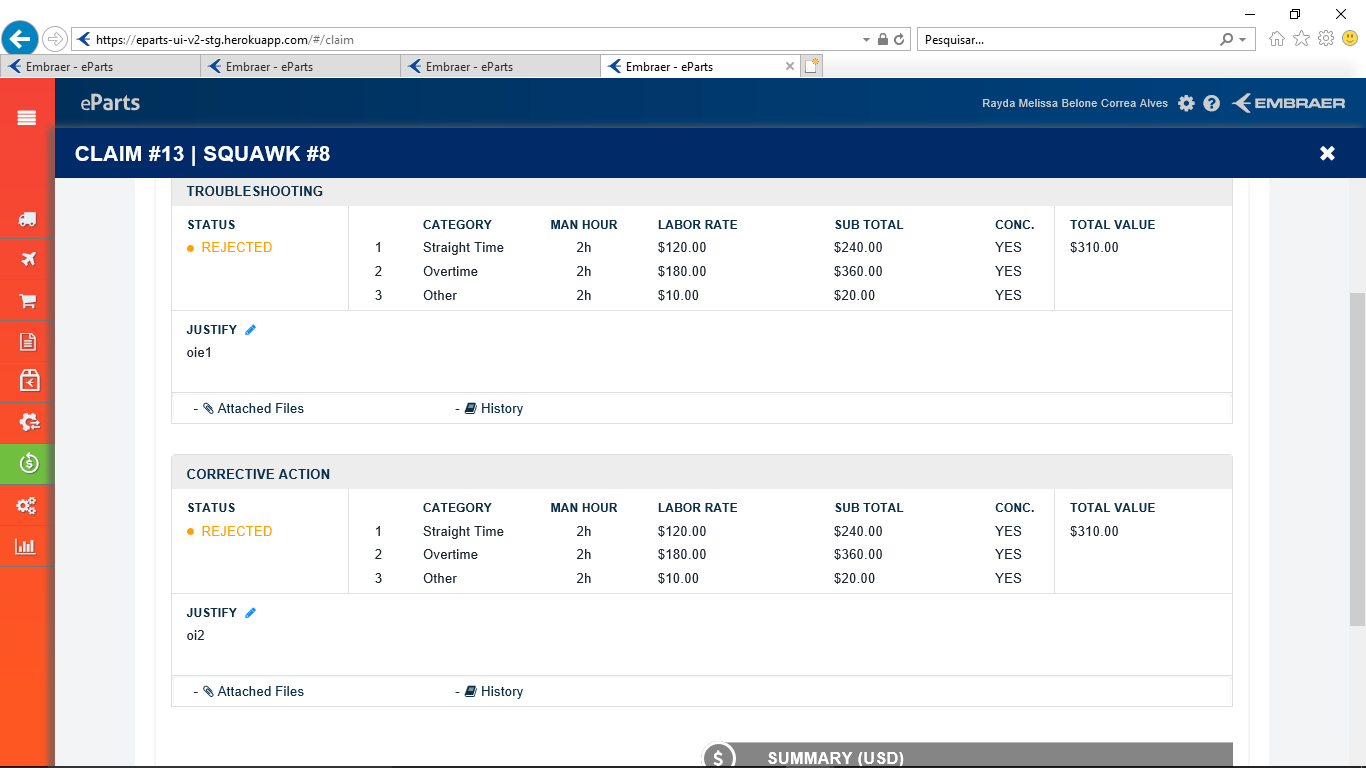 https://eparts-ui-v2-stg.herokuapp.com/#/claim
Pesquisar...
Embraer - eParts
Embraer - eParts
Embraer - eParts
Embraer - eParts
eParts
Rayda Melissa Belone Correa Alves
EMBRAER
CLAIM #13 | SQUAWK #8
TROUBLESHOOTING
STATUS CATEGORY MAN HOUR LABOR RATE SUB TOTAL CONC. TOTAL VALUE
REJECTED 1 Straight Time 2h $120.00 $240.00 YES $310.00
2 Overtime 2h $180.00 $360.00 YES
3 Other 2h $10.00 $20.00 YES
JUSTIFY
oie1
- Attached Files - History
CORRECTIVE ACTION
STATUS CATEGORY MAN HOUR LABOR RATE SUB TOTAL CONC. TOTAL VALUE
REJECTED 1 Straight Time 2h $120.00 $240.00 YES $310.00
2 Overtime 2h $180.00 $360.00 YES
3 Other 2h $10.00 $20.00 YES
JUSTIFY
oi2
- Attached Files - History
$ SUMMARY (USD)